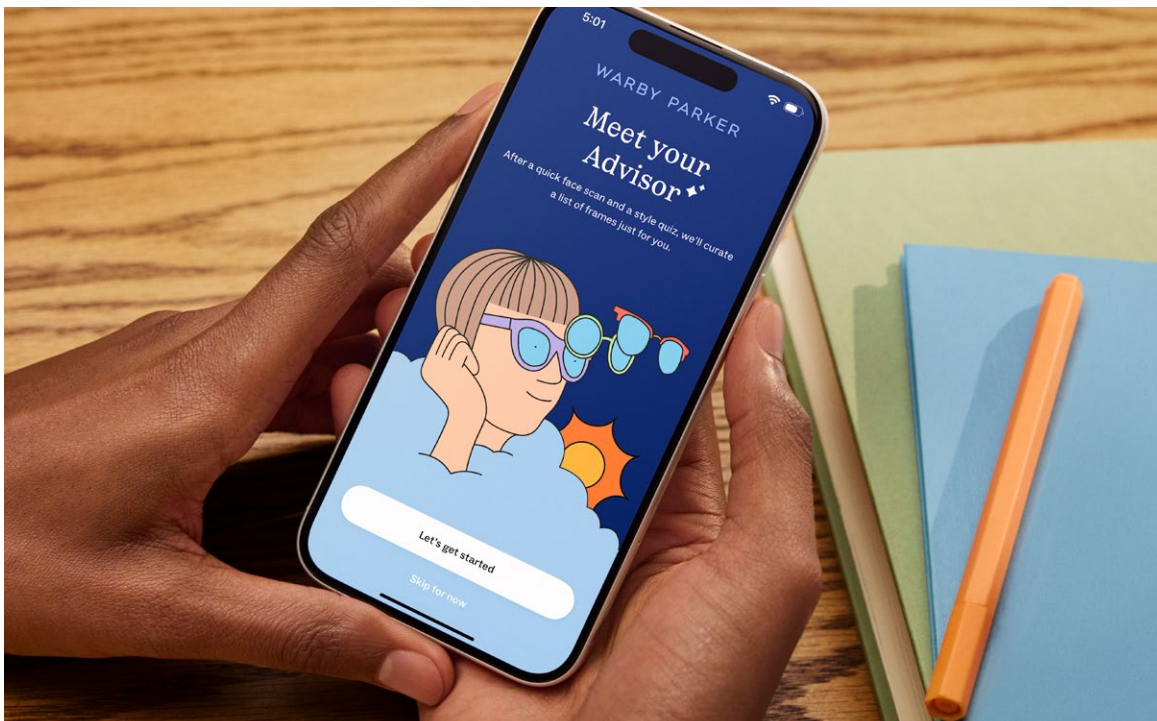 5:01
WARBY PARKER
Meet your
Advisor
After a quick face scan and a style quiz, we'll curate
a list of frames just for you.
Let's get started
Skip for now